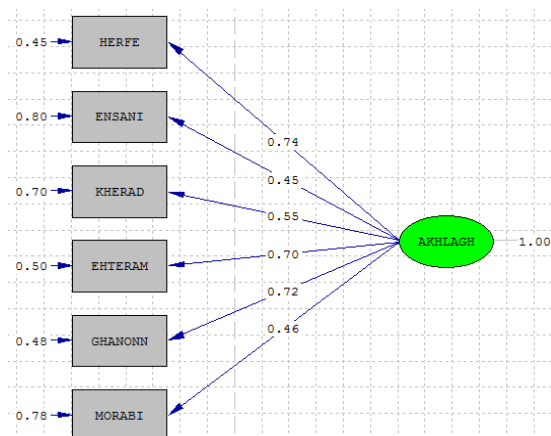 0.45 HERFE
0.80 ENSANI
0.70 KHERAD
0.50 EHTERAM
0.48 GHANONN
0.78 MORABI
0.74
0.45
0.55
0.70
0.72
0.46
AKHLAGH 1.00